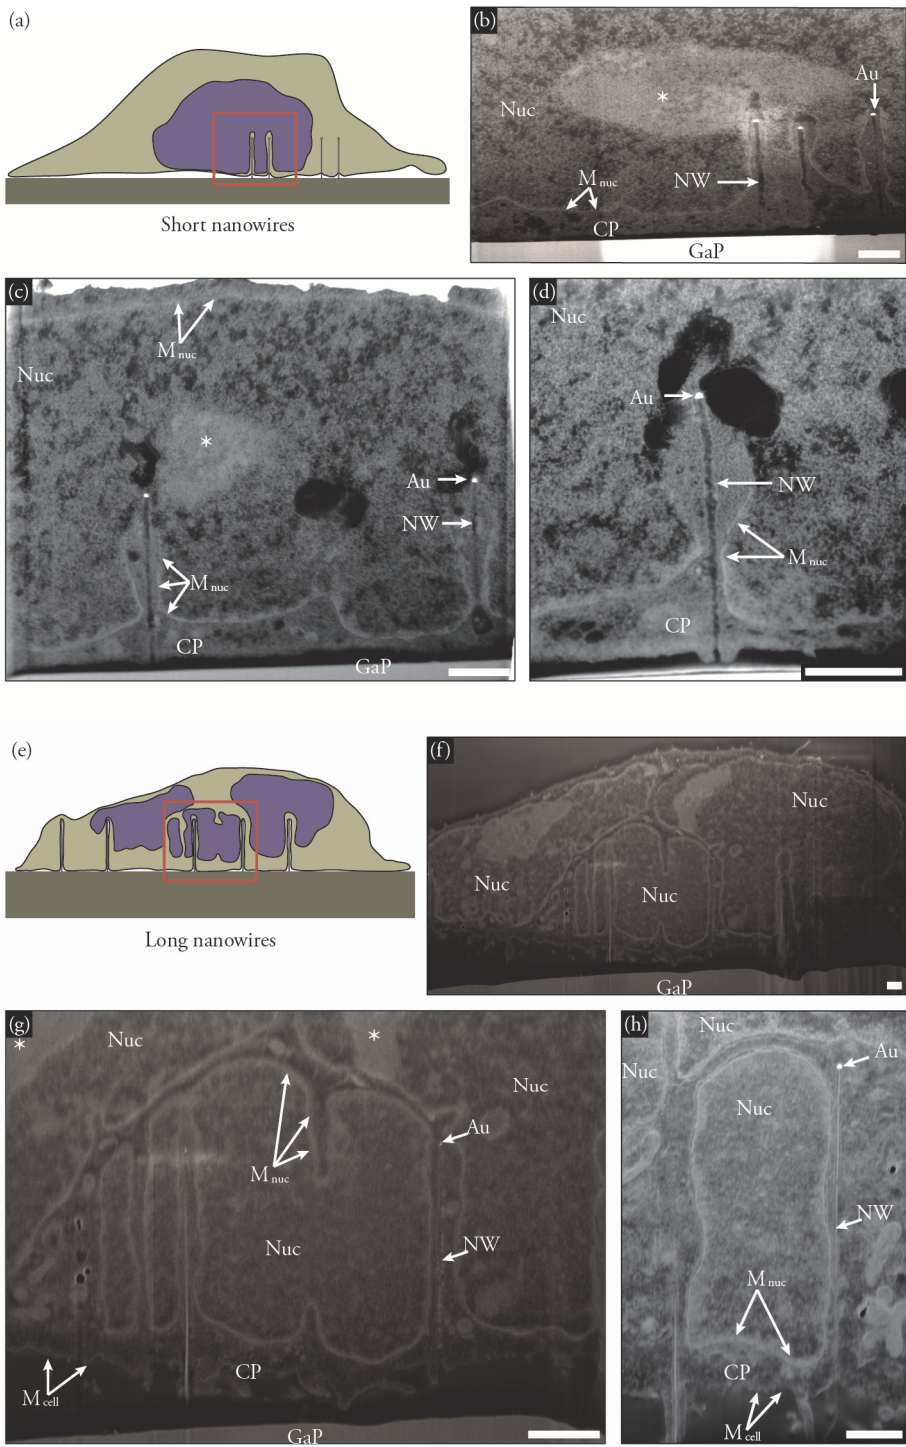 (a)
Short nanowires
(b)
Nuc
*
Au
M nuc
NW
CP
GaP
(c)
M nuc
Nuc
*
Au
NW
M nuc
CP
GaP
(d)
Nuc
Au
NW
M nuc
CP
(e)
Long nanowires
(f)
Nuc
Nuc
Nuc
GaP
(g)
*
Nuc
*
Nuc
Au
M nuc
Nuc
NW
M cell
CP
GaP
(h)
Nuc
Au
Nuc
Nuc
NW
M nuc
CP
M cell